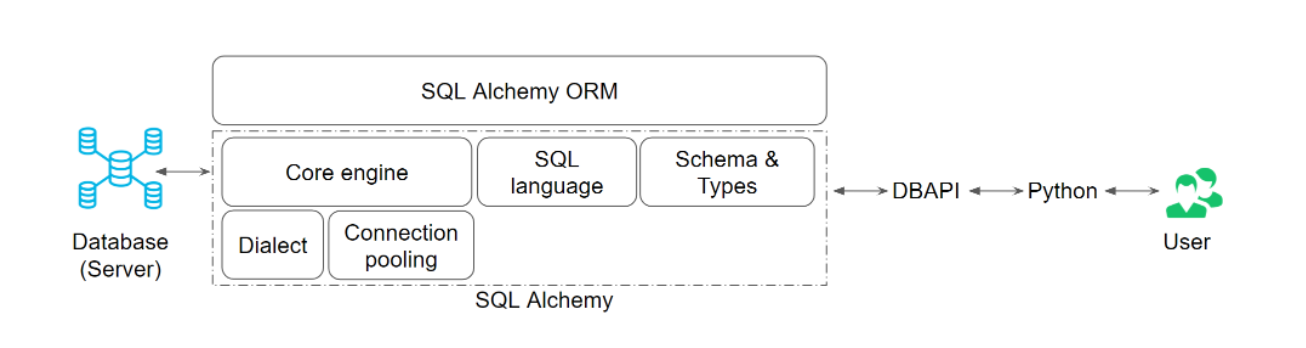 SQL Alchemy ORM
Core engine
SQL
language
Schema &
Types
Dialect
Connection
pooling
SQL Alchemy
Database
(Server)
DBAPI
Python
User